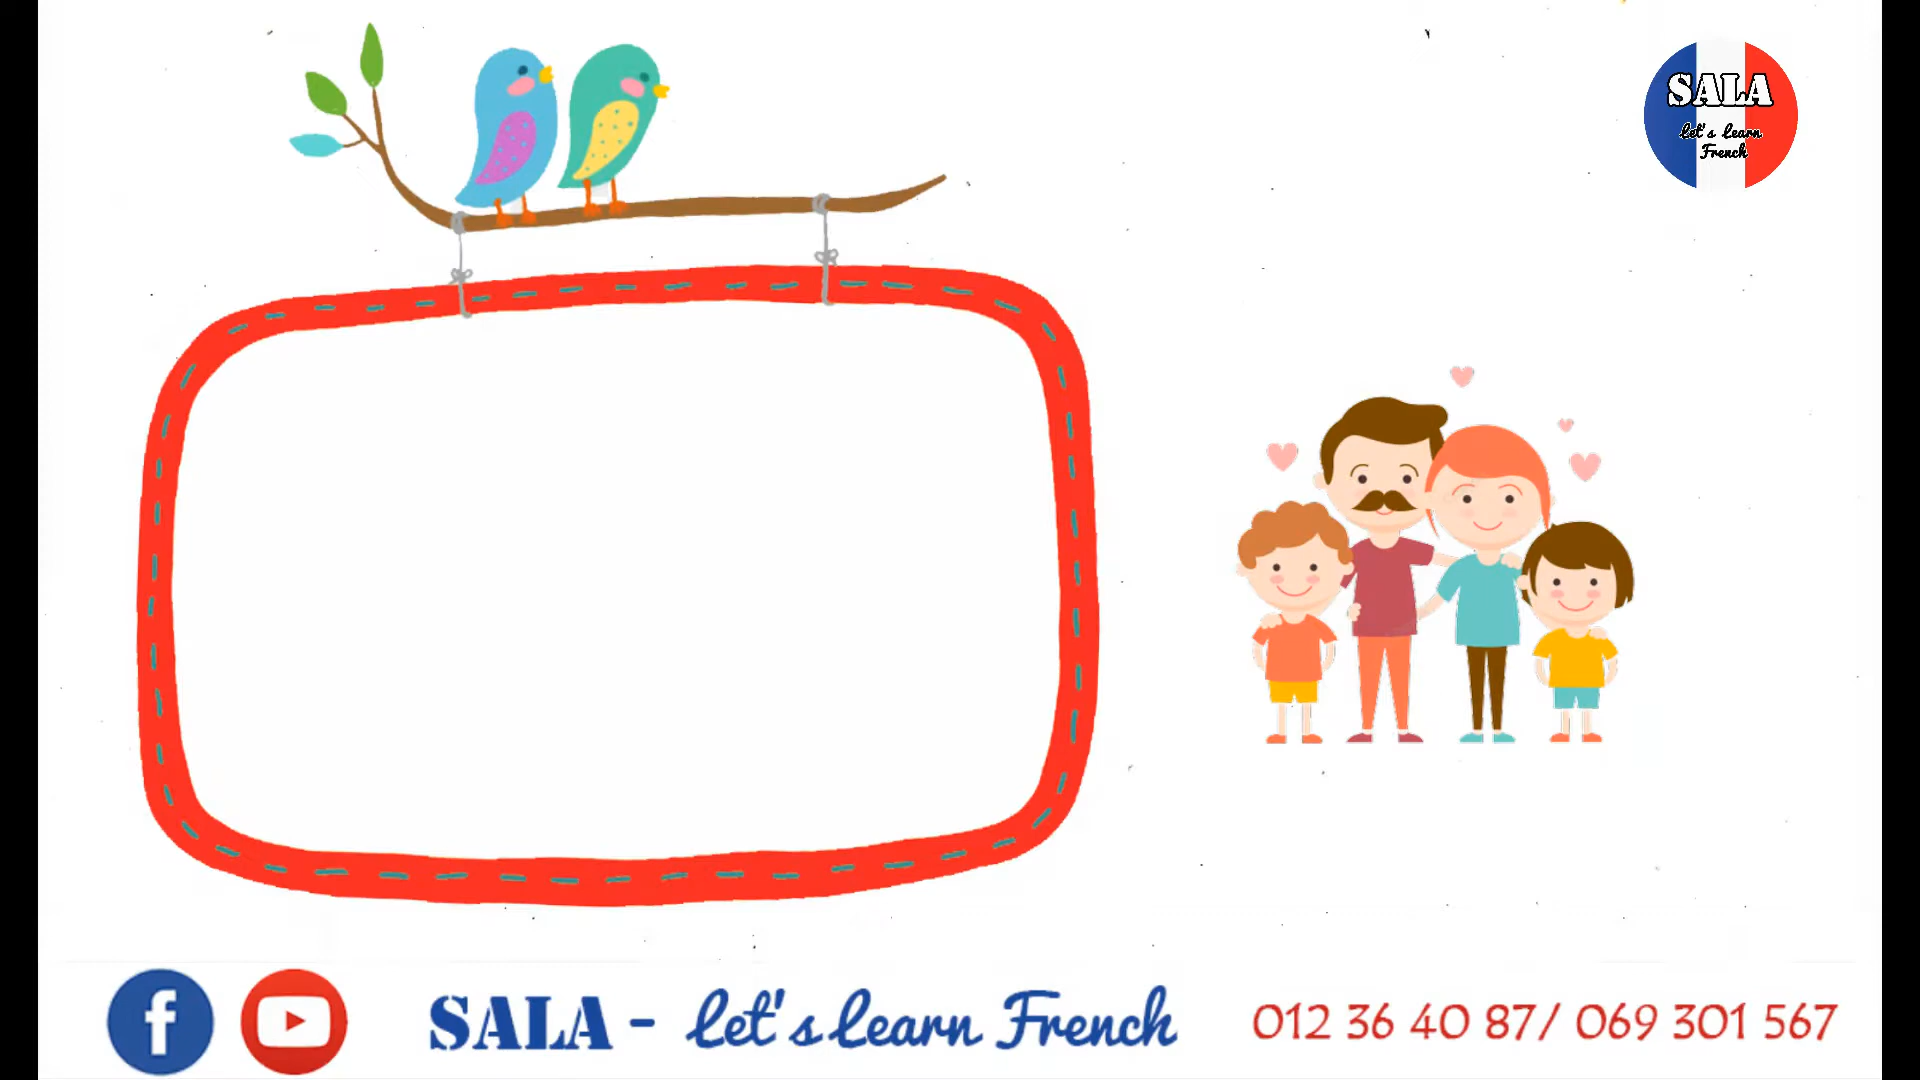 SALA
Let's Learn
French
SALA - Let's Learn French
012 36 40 87/ 069 301 567